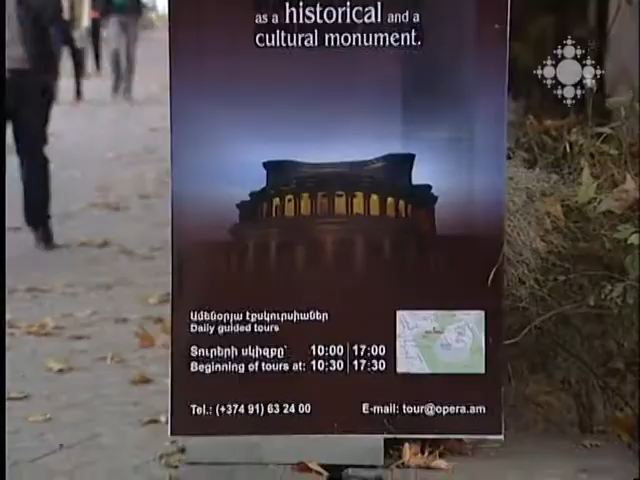 as a historical and a
cultural monument.
Ամենօրյա էքսկուրսիաներ
Daily guided tours
Տուրերի սկիզբը՝ 10:00 | 17:00
Beginning of tours at: 10:30 | 17:30
Tel.: (+374 91) 63 24 00
E-mail: tour@opera.am